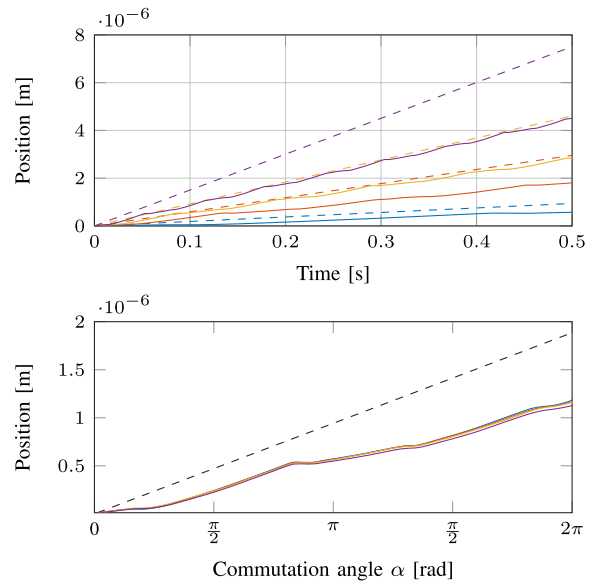 ·10⁻⁶
8
6
4
2
0
Position [m]
0 0.1 0.2 0.3 0.4 0.5
Time [s]
·10⁻⁶
2
1.5
1
0.5
Position [m]
0 π/2 π π/2 2π
Commutation angle α [rad]